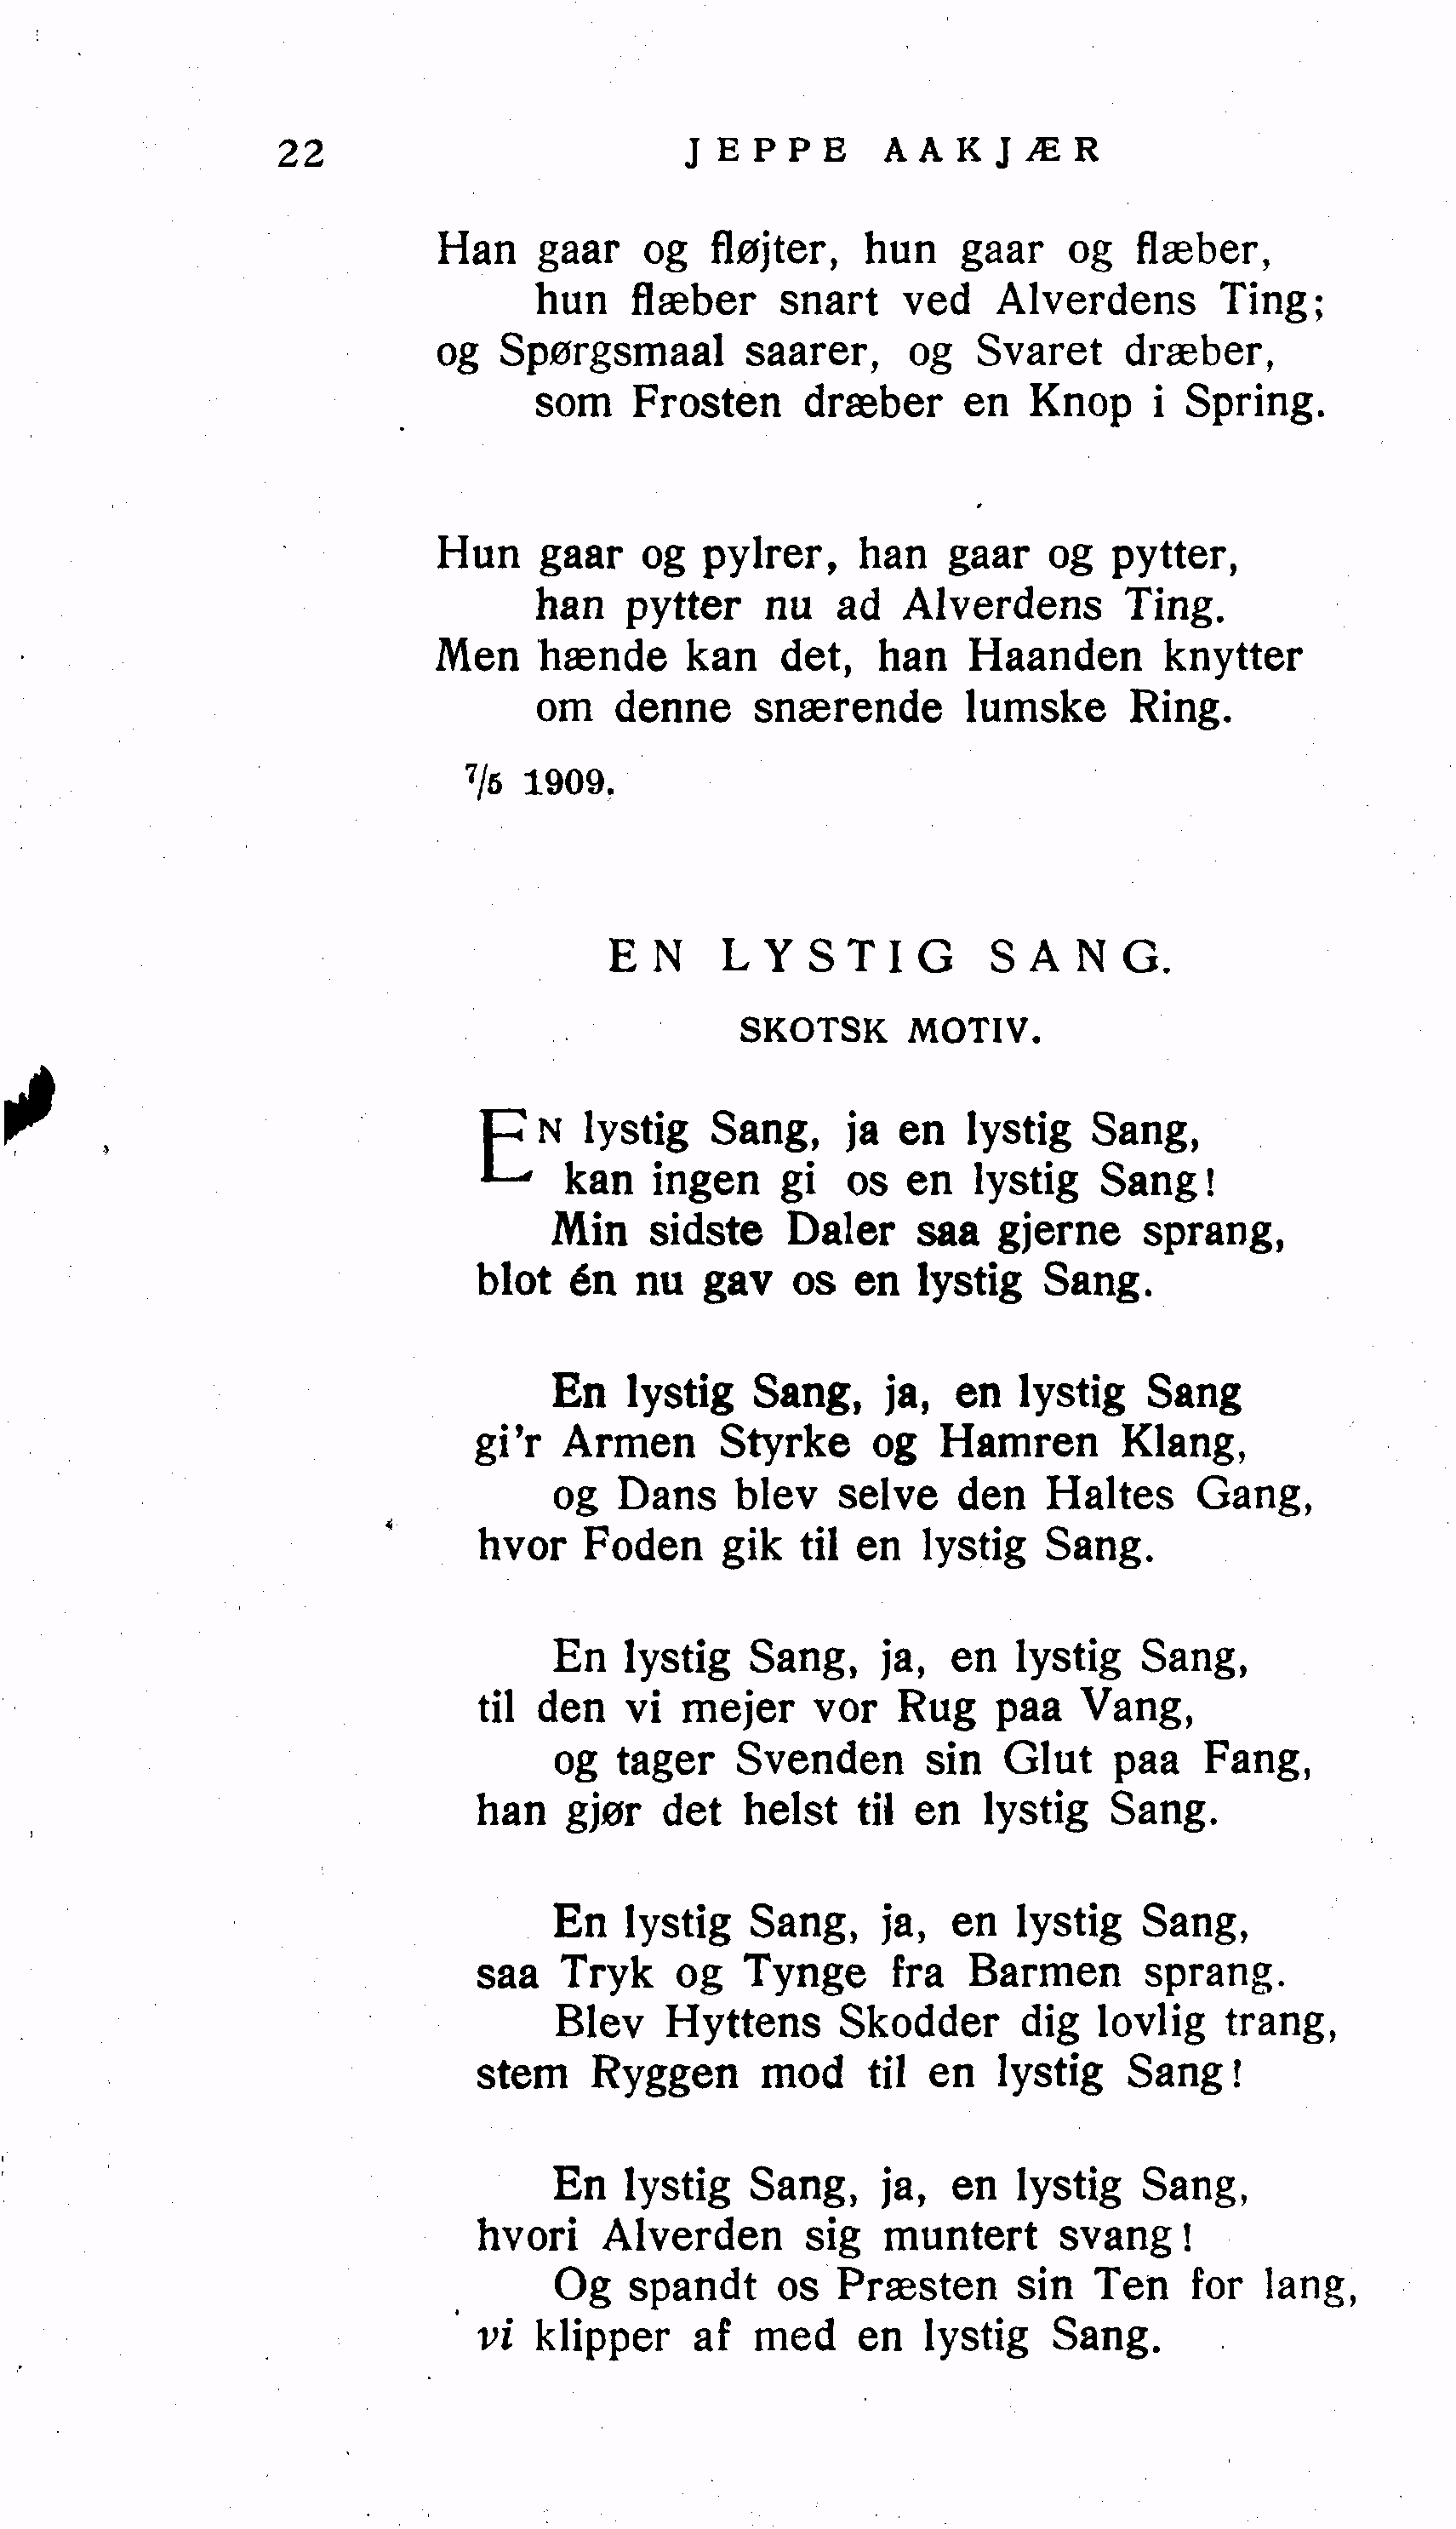 22 JEPPE AAKJÆR
Han gaar og fløjter, hun gaar og flæber,
hun flæber snart ved Alverdens Ting;
og Spørgsmaal saarer, og Svaret dræber,
som Frosten dræber en Knop i Spring.
Hun gaar og pylrer, han gaar og pytter,
han pytter nu ad Alverdens Ting.
Men hænde kan det, han Haanden knytter
om denne snærende lumske Ring.
7/5 1909.
EN LYSTIG SANG.
SKOTSK MOTIV.
EN lystig Sang, ja en lystig Sang,
kan ingen gi os en lystig Sang!
Min sidste Daler saa gjerne sprang,
blot én nu gav os en lystig Sang.
En lystig Sang, ja, en lystig Sang
gi'r Armen Styrke og Hamren Klang,
og Dans blev selve den Haltes Gang,
hvor Foden gik til en lystig Sang.
En lystig Sang, ja, en lystig Sang,
til den vi mejer vor Rug paa Vang,
og tager Svenden sin Glut paa Fang,
han gjør det helst til en lystig Sang.
En lystig Sang, ja, en lystig Sang,
saa Tryk og Tynge fra Barmen sprang.
Blev Hyttens Skodder dig lovlig trang,
stem Ryggen mod til en lystig Sang!
En lystig Sang, ja, en lystig Sang,
hvori Alverden sig muntert svang!
Og spandt os Præsten sin Ten for lang,
vi klipper af med en lystig Sang.